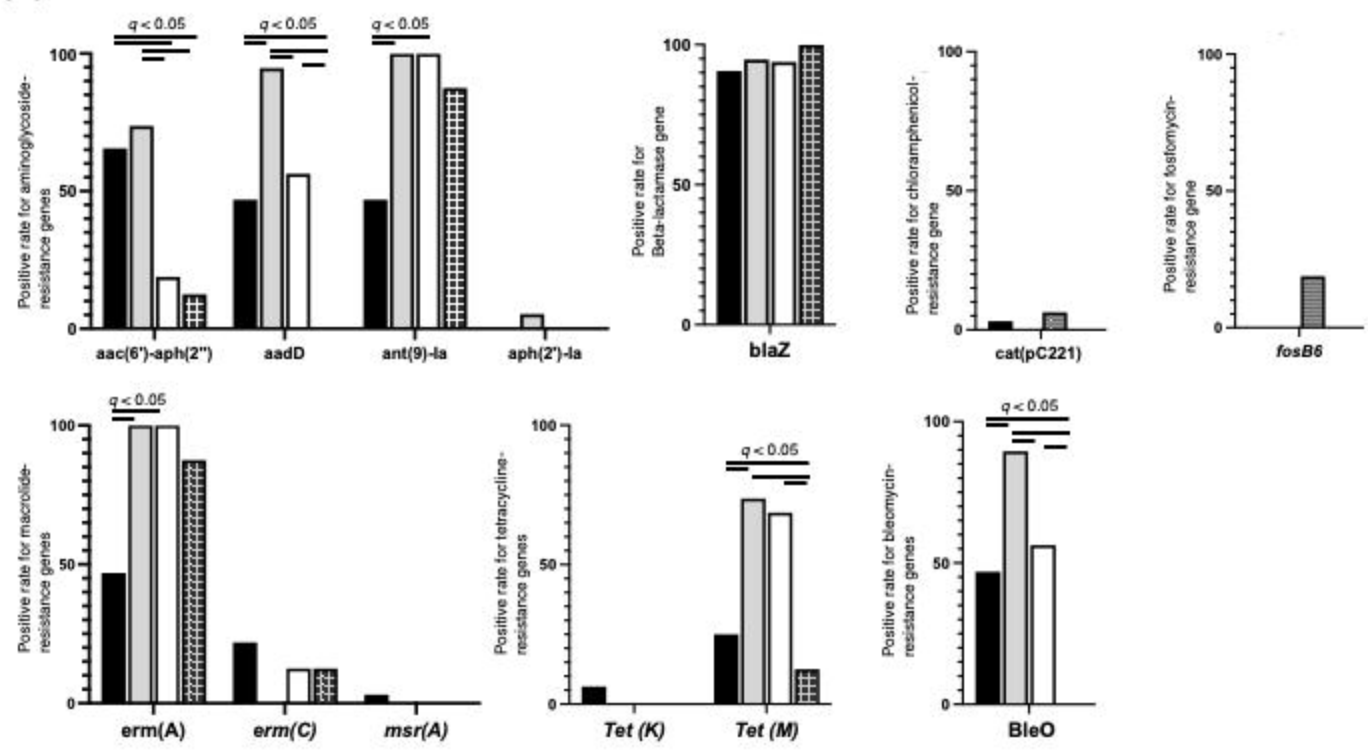 q < 0.05
q < 0.05
q < 0.05
Positive rate for aminoglycoside-
resistance genes
100
50
0
aac(6')-aph(2'')
aadD
ant(9)-Ia
aph(2')-Ia
Positive rate for
Beta-lactamase gene
100
50
0
blaZ
Positive rate for chloramphenicol-
resistance gene
100
50
0
cat(pC221)
Positive rate for fosfomycin-
resistance gene
100
50
0
fosB6
q < 0.05
Positive rate for macrolide-
resistance genes
100
50
0
erm(A)
erm(C)
msr(A)
q < 0.05
Positive rate for tetracycline-
resistance genes
100
50
0
Tet (K)
Tet (M)
q < 0.05
Positive rate for bleomycin-
resistance genes
100
50
0
BleO